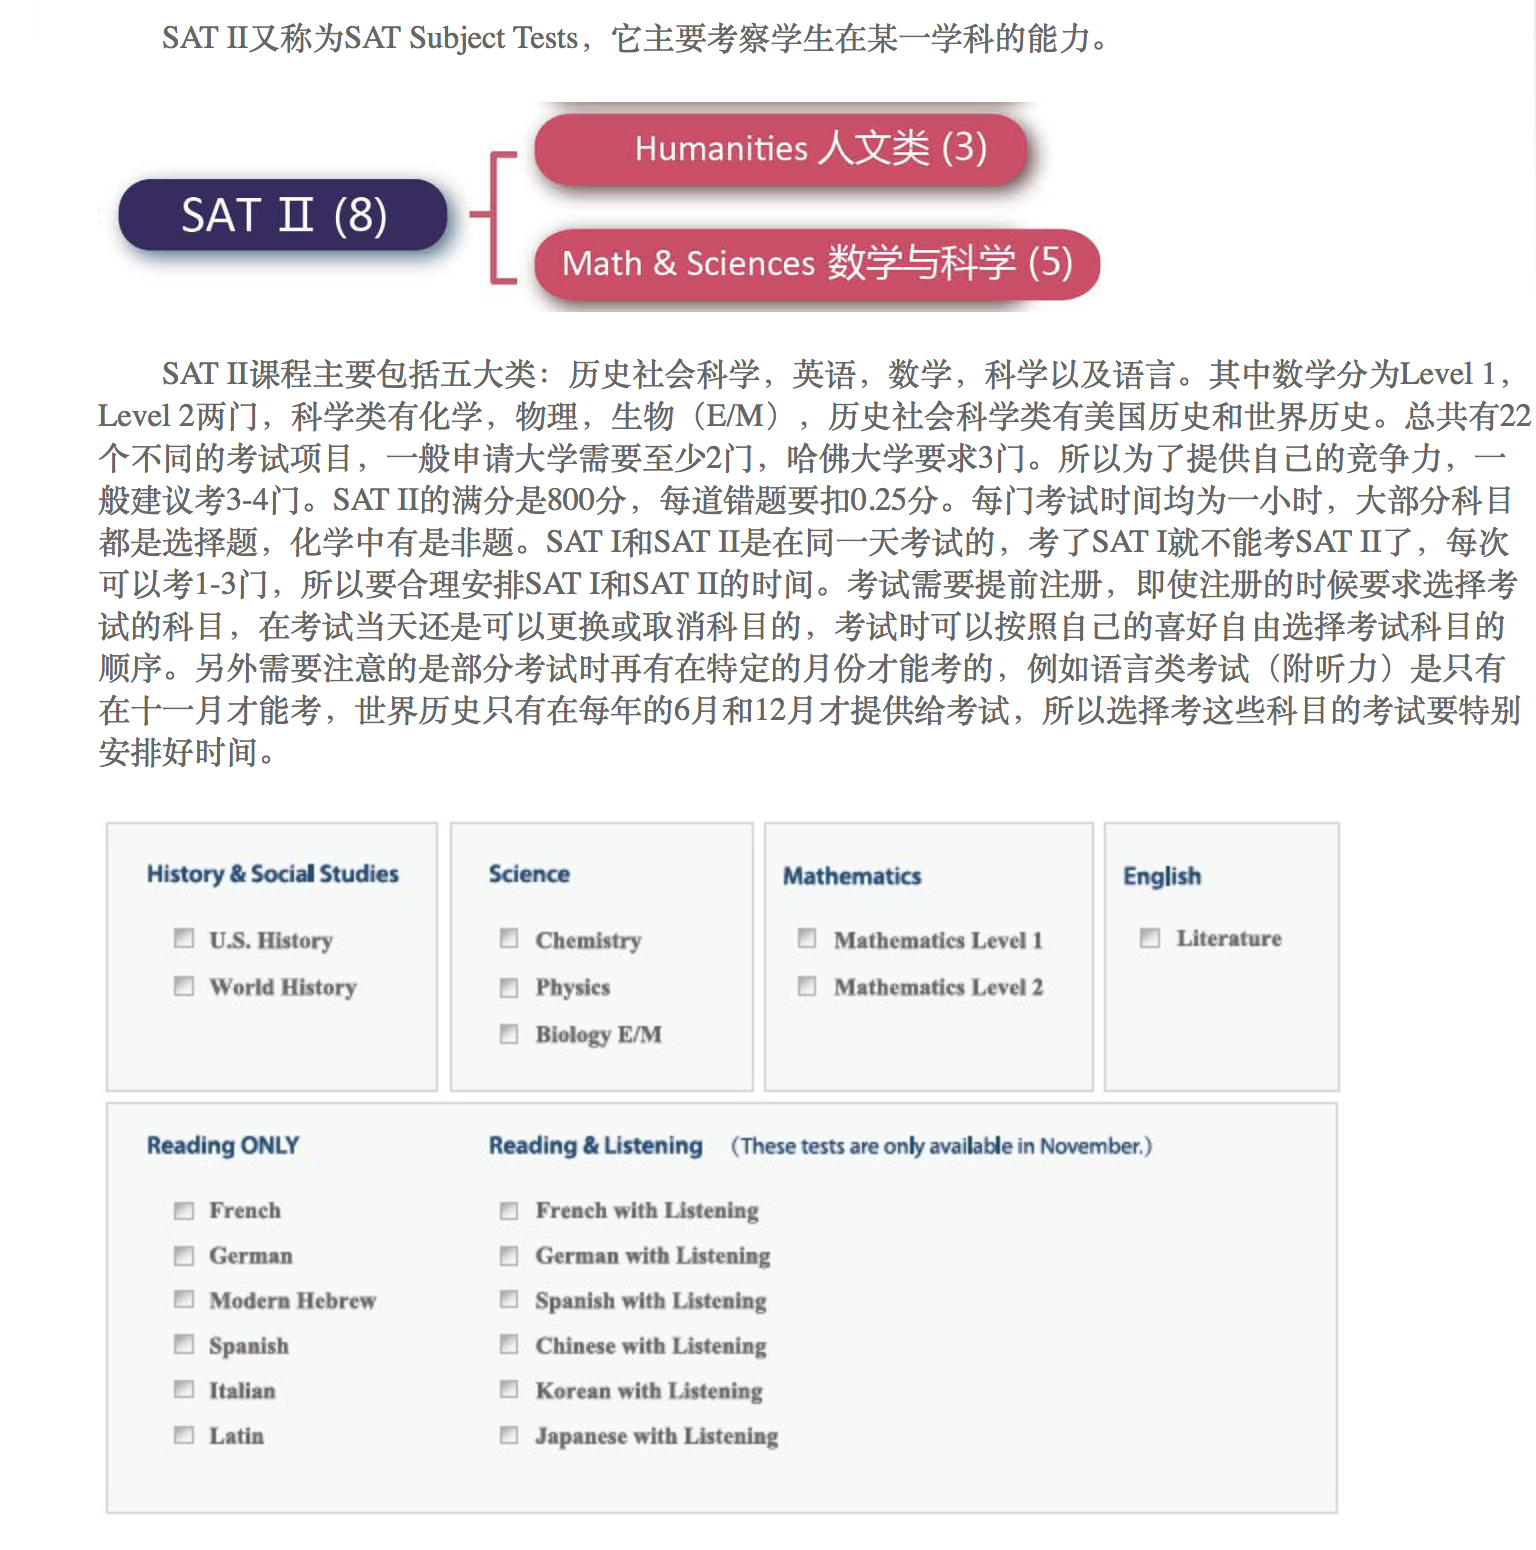 SAT II又称为SAT Subject Tests，它主要考察学生在某一学科的能力。
Humanities 人文类 (3)
SAT II (8)
Math & Sciences 数学与科学 (5)
SAT II课程主要包括五大类：历史社会科学，英语，数学，科学以及语言。其中数学分为Level 1，
Level 2两门，科学类有化学，物理，生物（E/M），历史社会科学类有美国历史和世界历史。总共有22
个不同的考试项目，一般申请大学需要至少2门，哈佛大学要求3门。所以为了提供自己的竞争力，一
般建议考3-4门。SAT II的满分是800分，每道错题要扣0.25分。每门考试时间均为一小时，大部分科目
都是选择题，化学中有是非题。SAT I和SAT II是在同一天考试的，考了SAT I就不能考SAT II了，每次
可以考1-3门，所以要合理安排SAT I和SAT II的时间。考试需要提前注册，即使注册的时候要求选择考
试的科目，在考试当天还是可以更换或取消科目的，考试时可以按照自己的喜好自由选择考试科目的
顺序。另外需要注意的是部分考试时再有在特定的月份才能考的，例如语言类考试（附听力）是只有
在十一月才能考，世界历史只有在每年的6月和12月才提供给考试，所以选择考这些科目的考试要特别
安排好时间。
History & Social Studies
U.S. History
World History
Science
Chemistry
Physics
Biology E/M
Mathematics
Mathematics Level 1
Mathematics Level 2
English
Literature
Reading ONLY
French
German
Modern Hebrew
Spanish
Italian
Latin
Reading & Listening (These tests are only available in November.)
French with Listening
German with Listening
Spanish with Listening
Chinese with Listening
Korean with Listening
Japanese with Listening